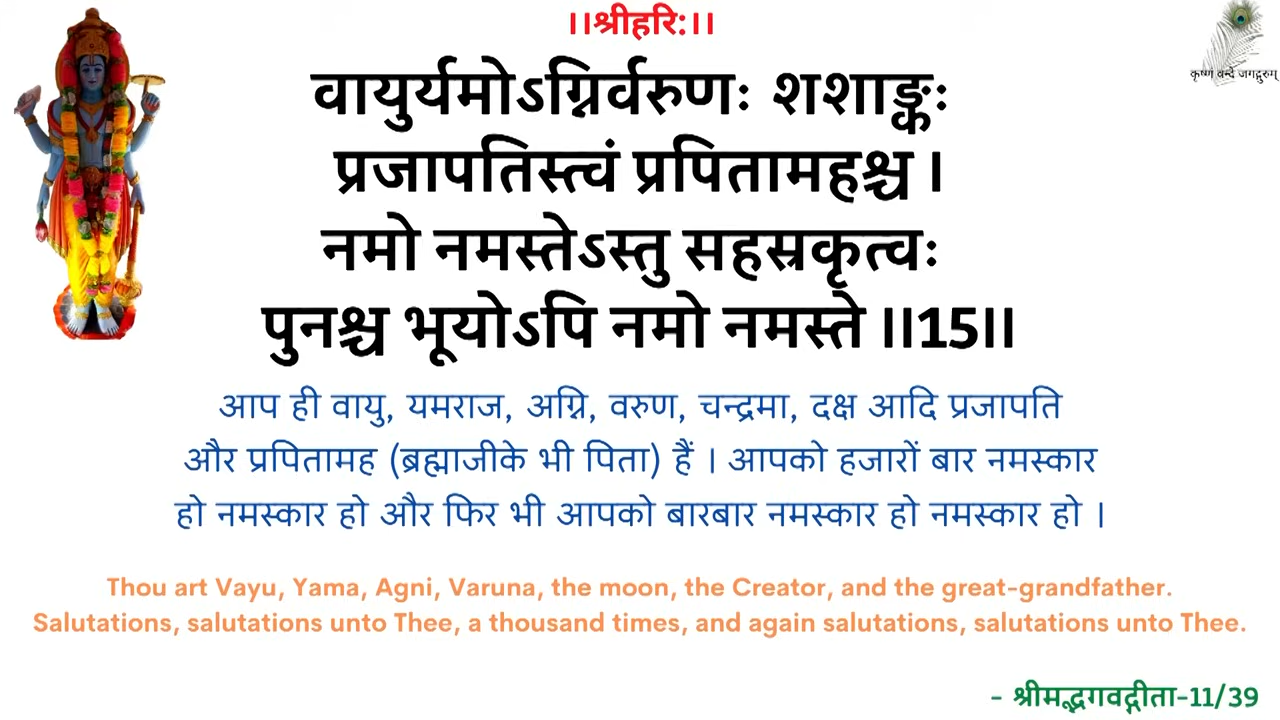 ।।श्रीहरि:।।
कृष्णं वन्दे जगद्गुरुम्
वायुर्यमोऽग्निर्वरुणः शशाङ्कः
प्रजापतिस्त्वं प्रपितामहश्च ।
नमो नमस्तेऽस्तु सहस्रकृत्वः
पुनश्च भूयोऽपि नमो नमस्ते ।।15।।
आप ही वायु, यमराज, अग्नि, वरुण, चन्द्रमा, दक्ष आदि प्रजापति
और प्रपितामह (ब्रह्माजीके भी पिता) हैं । आपको हजारों बार नमस्कार
हो नमस्कार हो और फिर भी आपको बारबार नमस्कार हो नमस्कार हो ।
Thou art Vayu, Yama, Agni, Varuna, the moon, the Creator, and the great-grandfather.
Salutations, salutations unto Thee, a thousand times, and again salutations, salutations unto Thee.
- श्रीमद्भगवद्गीता-11/39